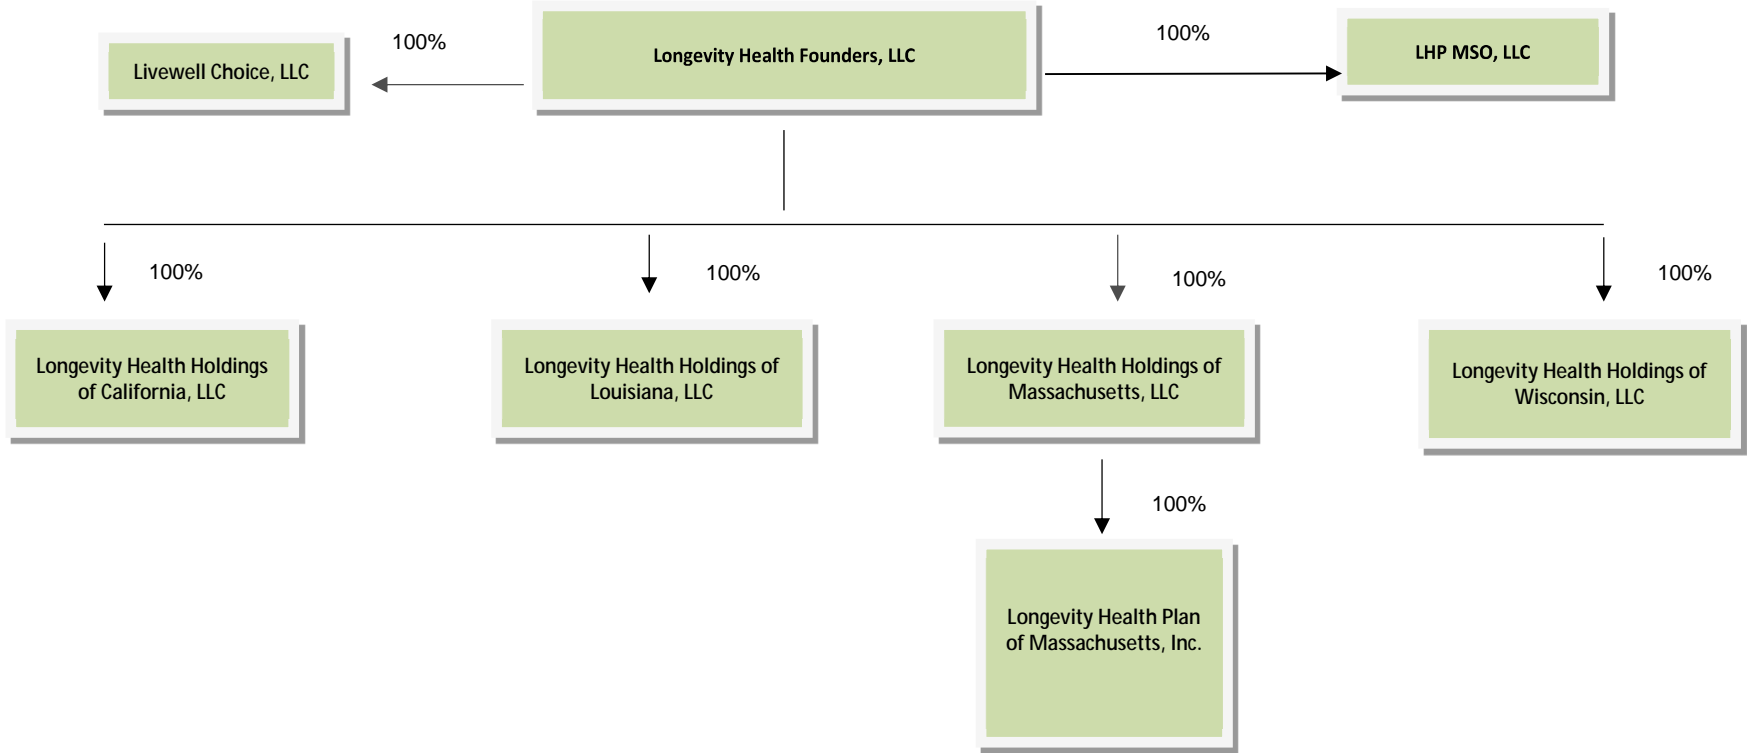 100%
Longevity Health Founders, LLC
100%
LHP MSO, LLC
Livewell Choice, LLC
100%
100%
100%
100%
Longevity Health Holdings
of California, LLC
Longevity Health Holdings of
Louisiana, LLC
Longevity Health Holdings of
Massachusetts, LLC
Longevity Health Holdings of
Wisconsin, LLC
100%
Longevity Health Plan
of Massachusetts, Inc.